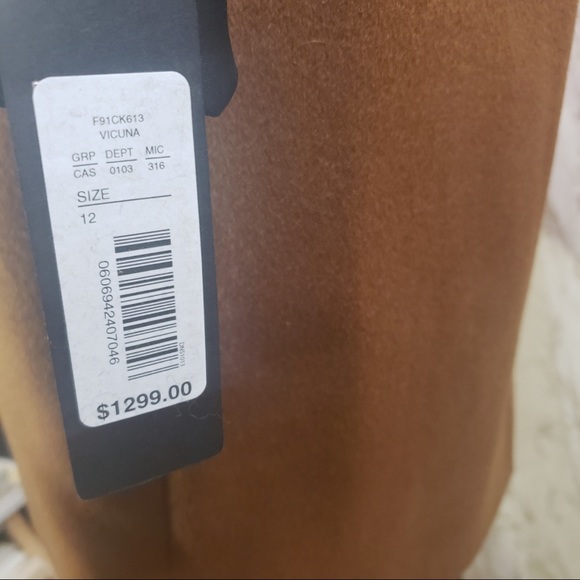 F91CK613
VICUNA
GRP DEPT MIC
CAS 0103 316
SIZE
12
0606942407046
$1299.00